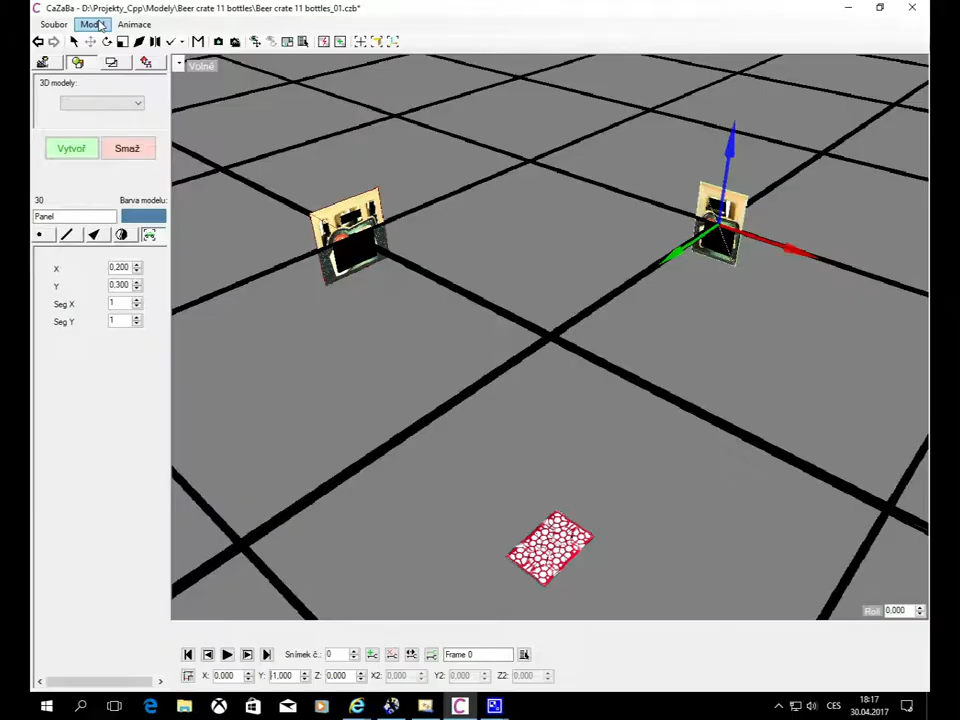 CaZaBa - D:\Projekty_Cpp\Modely\Beer crate 11 bottles\Beer crate 11 bottles_01.czb*
Soubor Model Animace
3D modely:
Volně
Vytvoř Smaž
30 Barva modelu:
Panel
X 0,200
Y 0,300
Seg X 1
Seg Y 1
Roll 0,000
Snímek č.: 0 Frame 0
X: 0,000 Y: 1,000 Z: 0,000 X2: 0,000 Y2: 0,000 Z2: 0,000
CES 18:17
30.04.2017